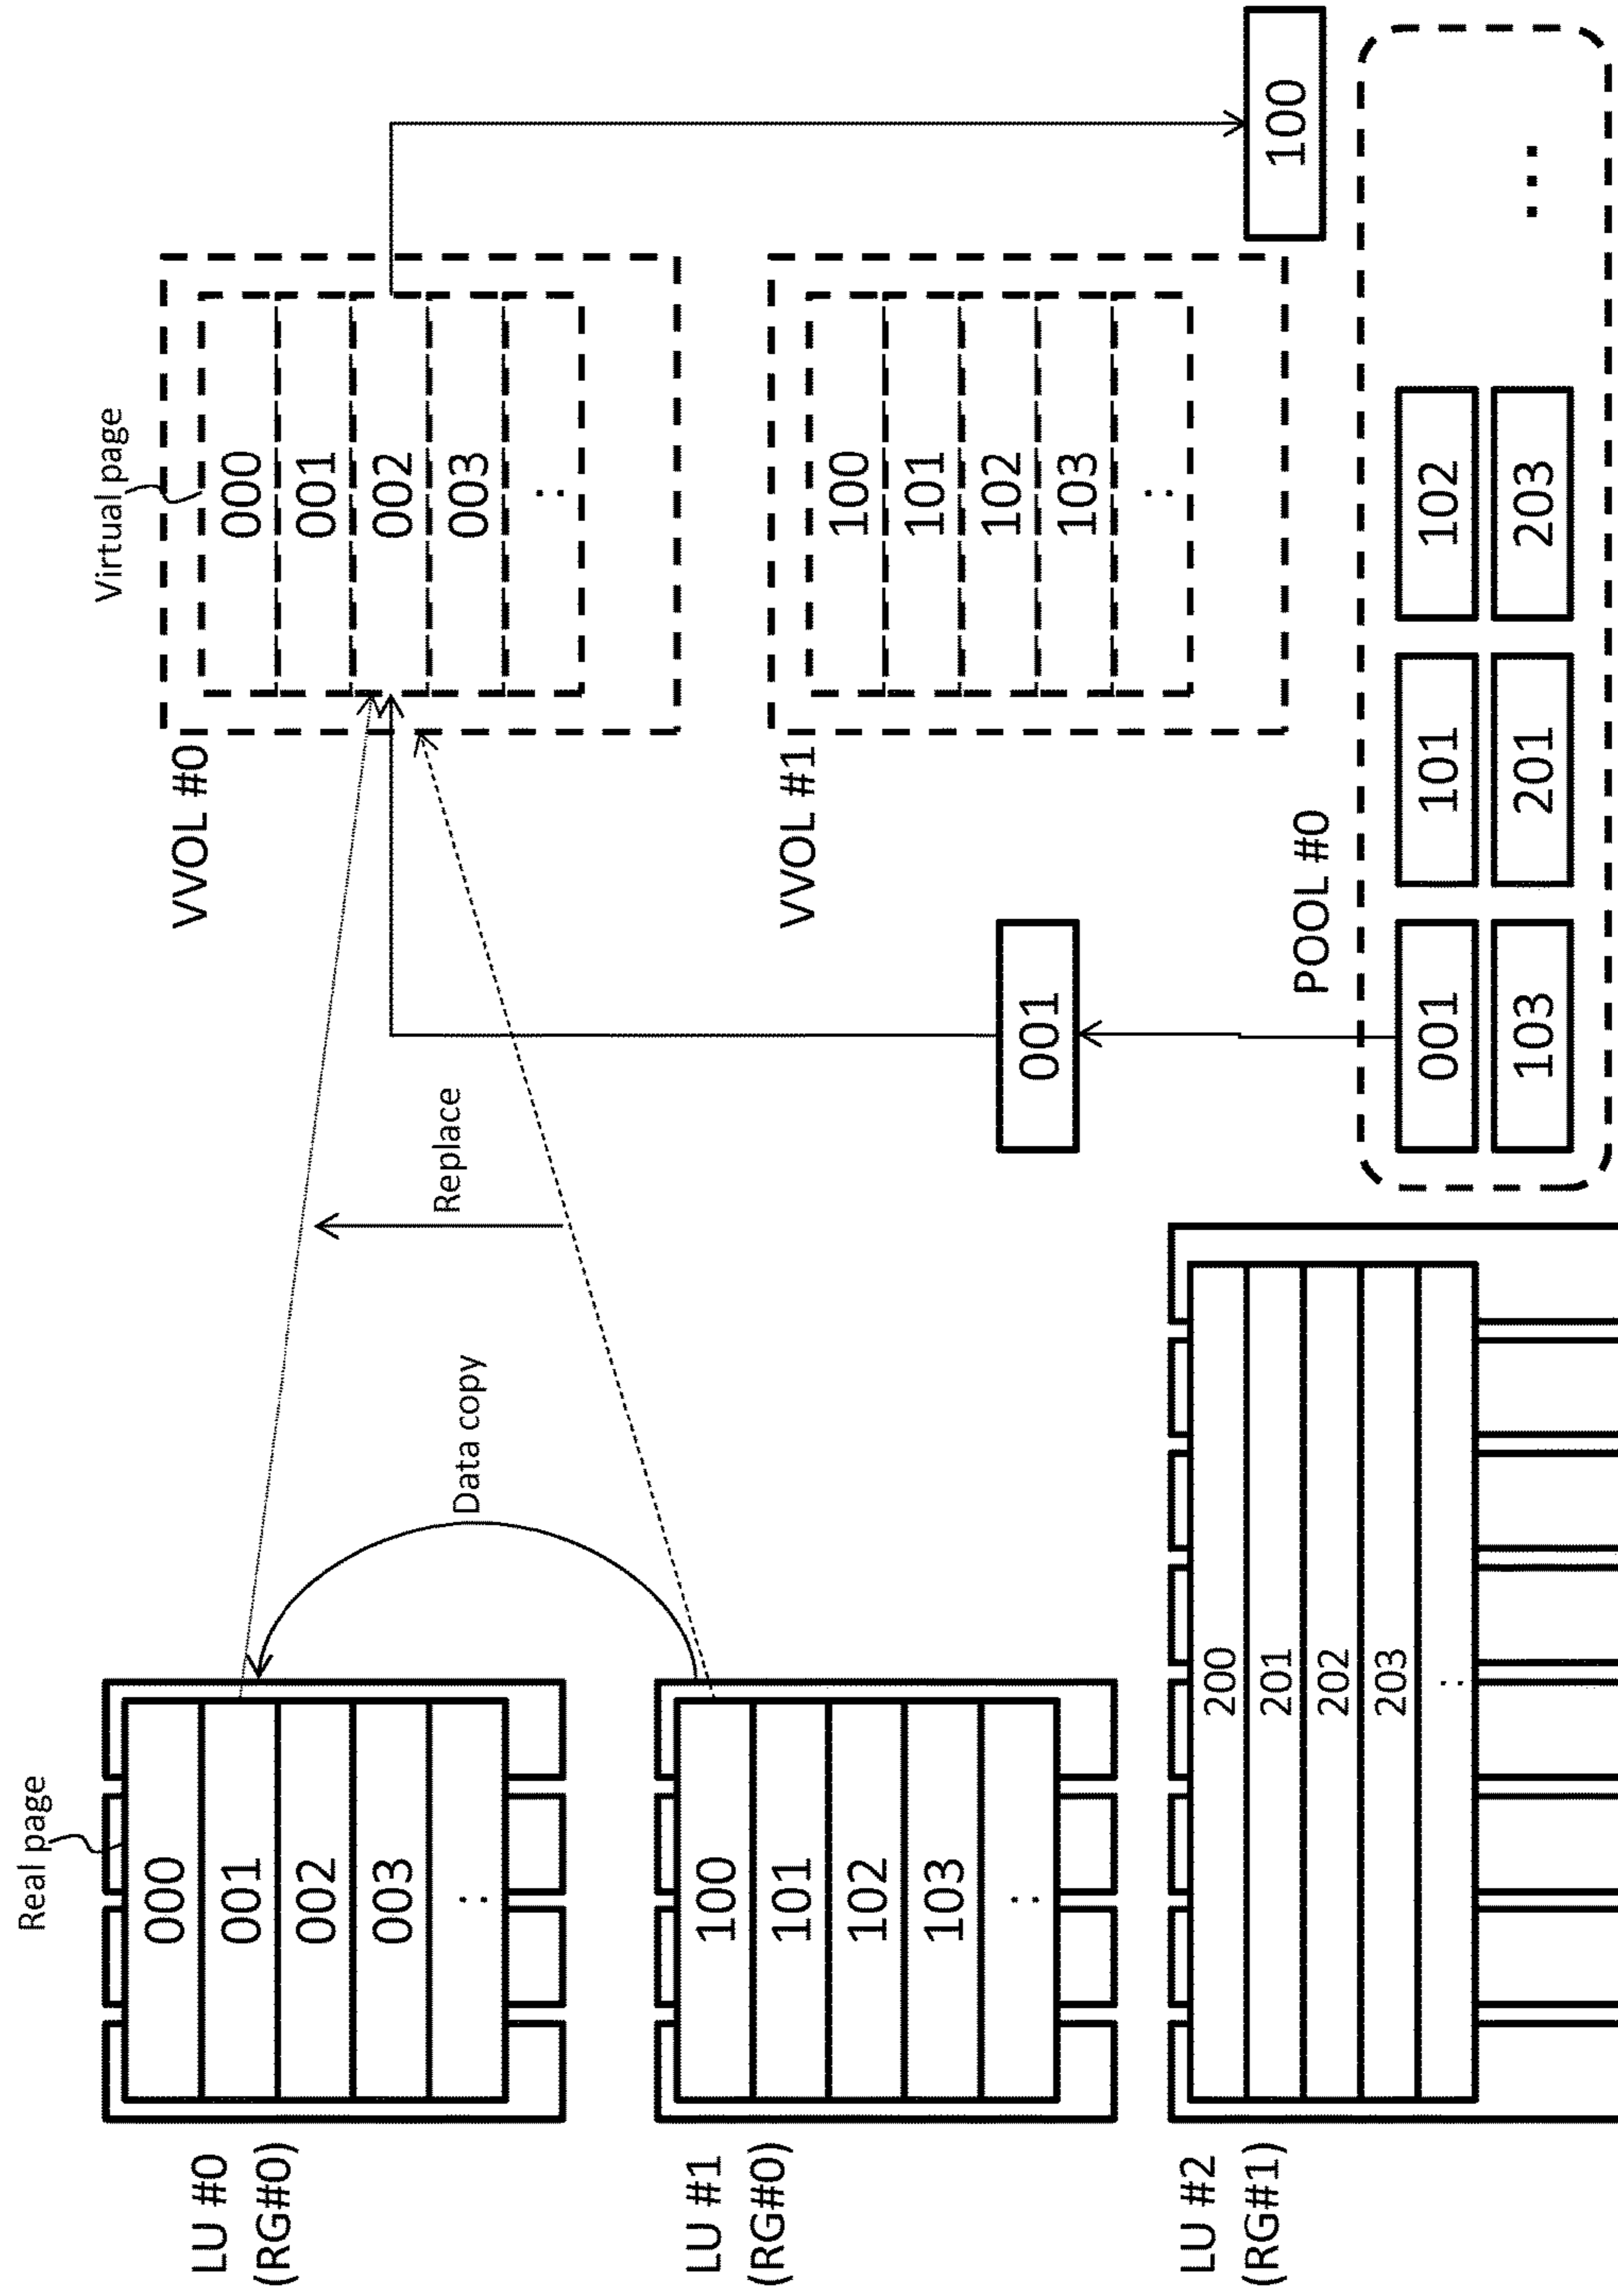 Real page
LU #0
(RG#0)
000
001
002
003
:
LU #1
(RG#0)
100
101
102
103
:
LU #2
(RG#1)
200
201
202
203
:
Data copy
Replace
Virtual page
VVOL #0
000
001
002
003
:
VVOL #1
100
101
102
103
:
001
100
POOL #0
001
101
102
103
201
203
...